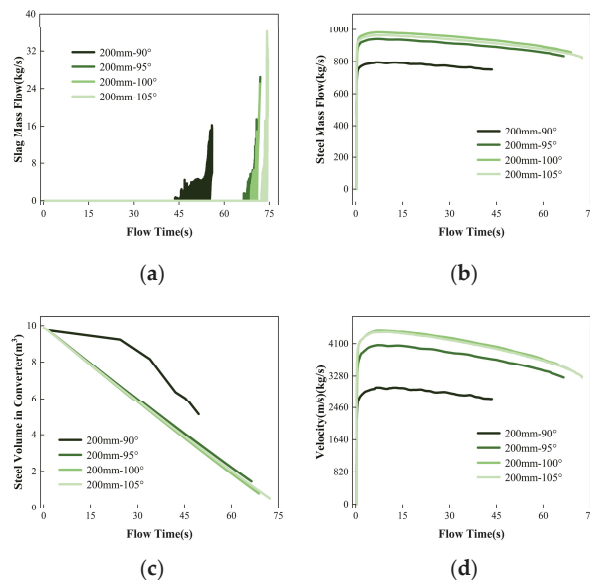 Slag Mass Flow(kg/s)
40
32
24
16
8
0
200mm-90°
200mm-95°
200mm-100°
200mm-105°
0 15 30 45 60 75
Flow Time(s)
(a)
Steel Mass Flow(kg/s)
1000
800
600
400
200
0
200mm-90°
200mm-95°
200mm-100°
200mm-105°
0 15 30 45 60 75
Flow Time(s)
(b)
Steel Volume in Converter(m³)
10
8
6
4
2
0
200mm-90°
200mm-95°
200mm-100°
200mm-105°
0 15 30 45 60 75
Flow Time(s)
(c)
Velocity(m/s)(kg/s)
4100
3280
2460
1640
820
0
200mm-90°
200mm-95°
200mm-100°
200mm-105°
0 15 30 45 60 75
Flow Time(s)
(d)